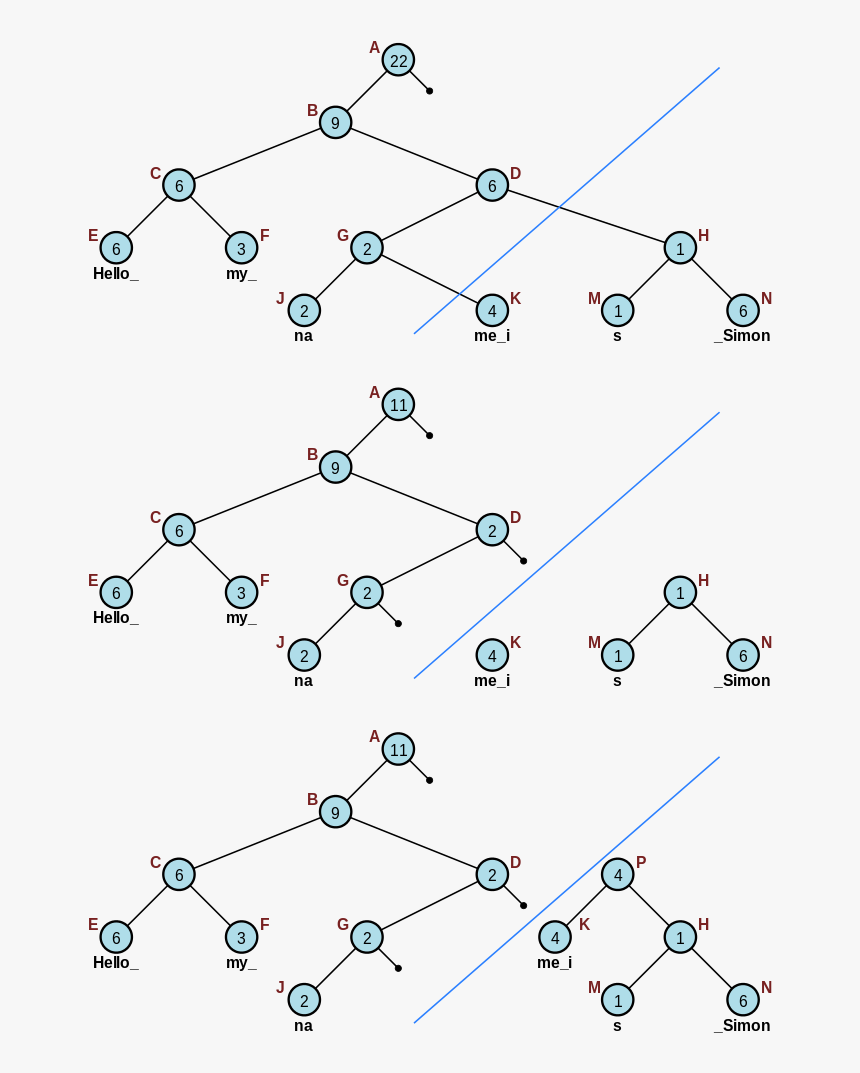 A
22
B
9
C 6 6 D
E 6 F 3 G 2 1 H
Hello_ my_
J 2 4 K M 1 6 N
na me_i s _Simon
A
11
B
9
C 6 2 D
E 6 F 3 G 2 1 H
Hello_ my_
J 2 4 K M 1 6 N
na me_i s _Simon
A
11
B
9
C 6 2 D 4 P
E 6 F 3 G 2 4 K 1 H
Hello_ my_ me_i
J 2 M 1 6 N
na s _Simon